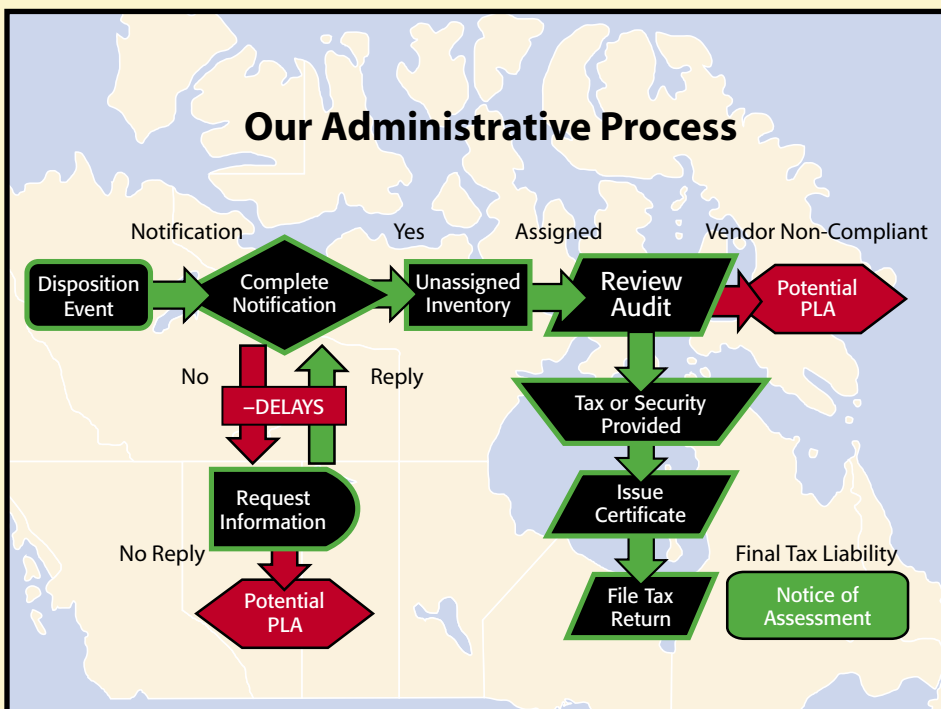 Our Administrative Process
Notification
Yes
Assigned
Vendor Non-Compliant
Disposition
Event
Complete
Notification
Unassigned
Inventory
Review
Audit
Potential
PLA
No
Reply
–DELAYS
Tax or Security
Provided
Request
Information
Issue
Certificate
No Reply
Final Tax Liability
Potential
PLA
File Tax
Return
Notice of
Assessment